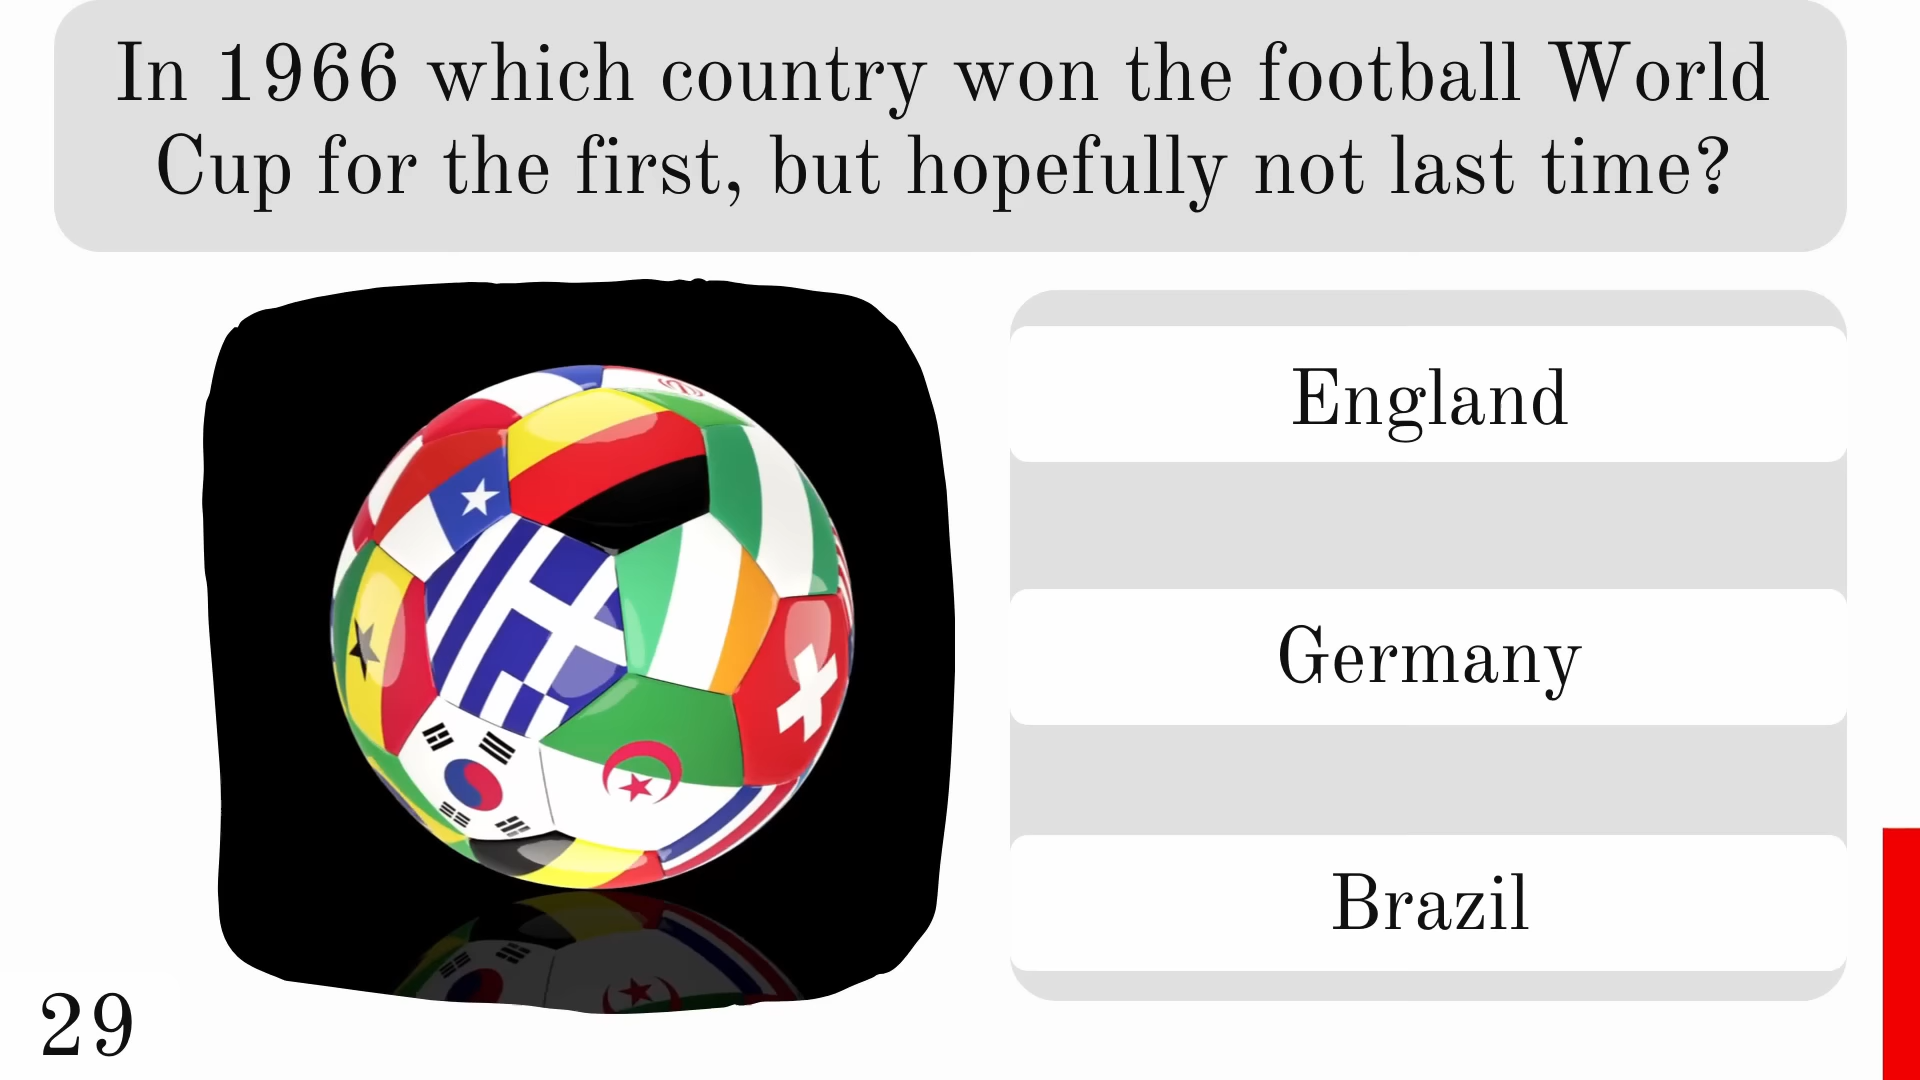 In 1966 which country won the football World
Cup for the first, but hopefully not last time?
England
Germany
Brazil
29